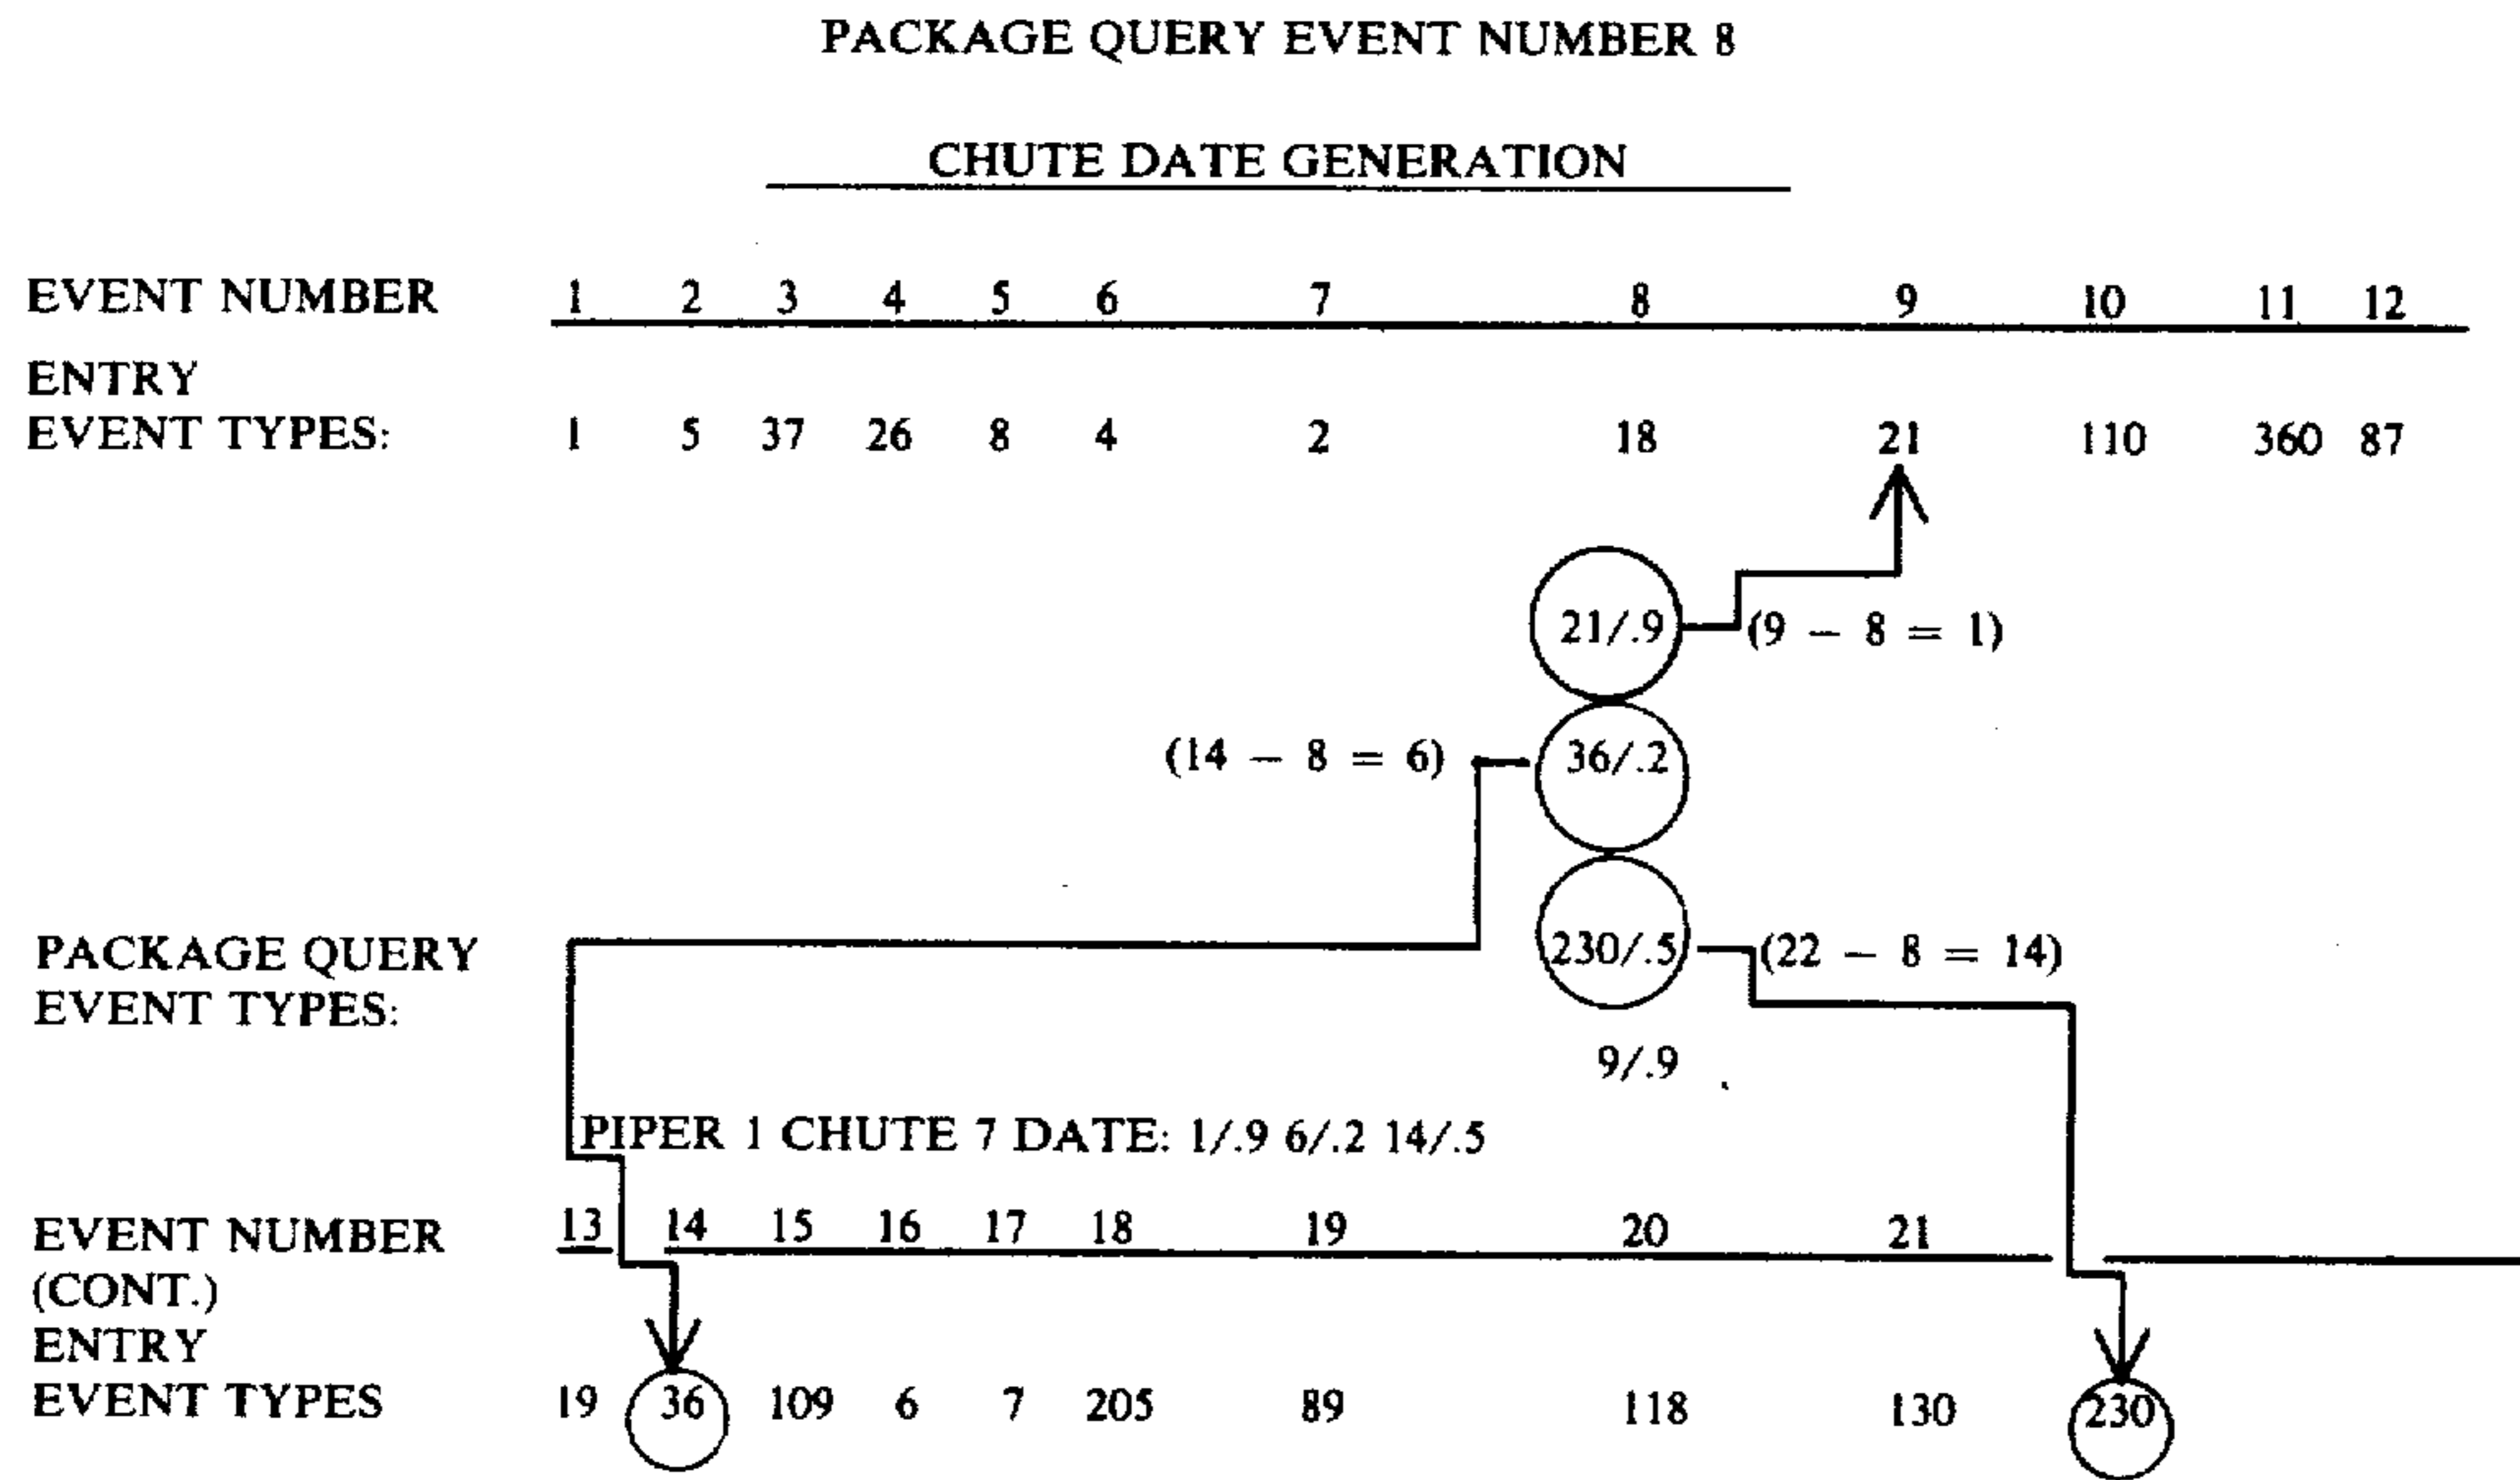 PACKAGE QUERY EVENT NUMBER 8
CHUTE DATE GENERATION
EVENT NUMBER 1 2 3 4 5 6 7 8 9 10 11 12
ENTRY
EVENT TYPES: 1 5 37 26 8 4 2 18 21 110 360 87
21/.9 (9 – 8 = 1)
(14 – 8 = 6) 36/.2
PACKAGE QUERY 230/.5 (22 – 8 = 14)
EVENT TYPES:
9/.9
PIPER 1 CHUTE 7 DATE: 1/.9 6/.2 14/.5
EVENT NUMBER 13 14 15 16 17 18 19 20 21
(CONT.)
ENTRY
EVENT TYPES 19 36 109 6 7 205 89 118 130 230